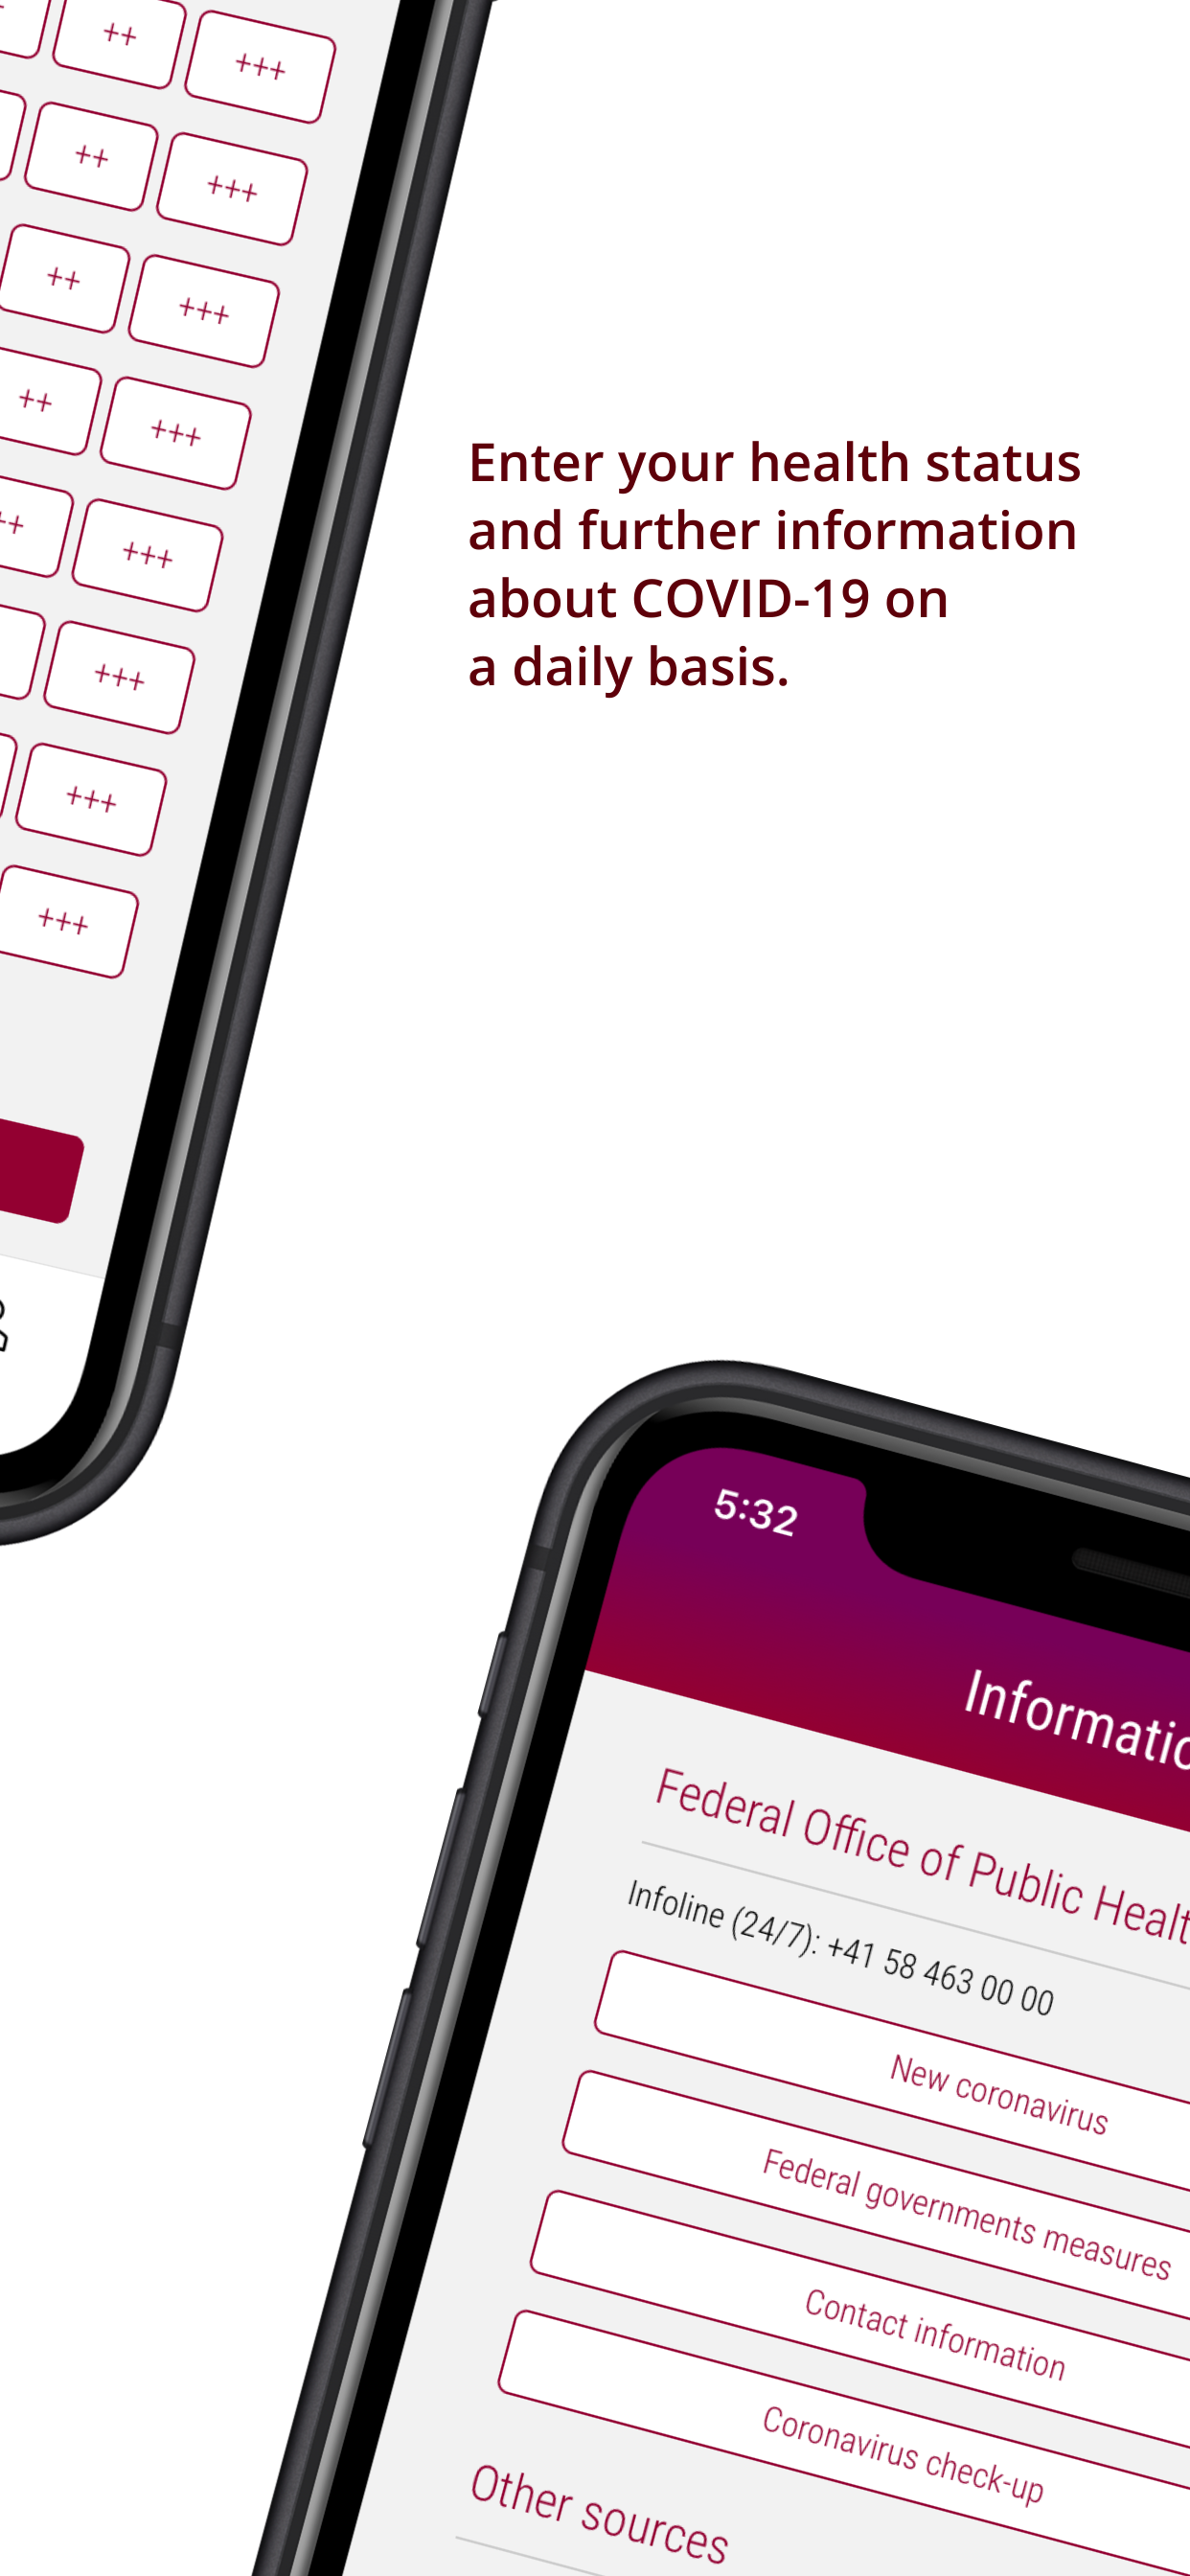 ++ +++
++ +++
++ +++
++ +++
++ +++
+++
+++
+++
Enter your health status
and further information
about COVID-19 on
a daily basis.
5:32
Federal Office of Public
Infoline (24/7): +41 58 463 00 00
New coronavirus
Federal governments measures
Contact information
Coronavirus check-up
Other sources